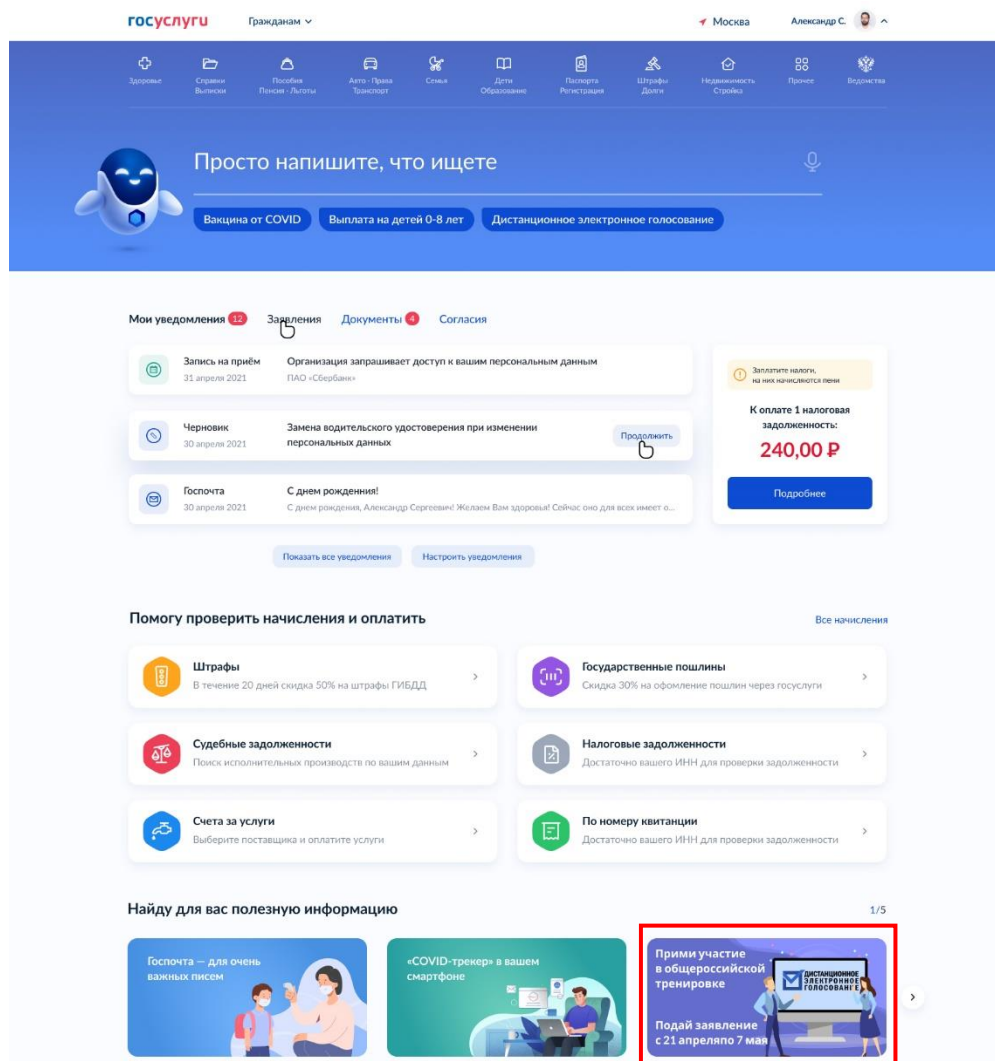 госуслуги
Гражданам
Москва
Александр С.
Здоровье
Справки
Выписки
Пособия
Пенсия · Льготы
Авто · Права
Транспорт
Семья
Дети
Образование
Паспорта
Регистрация
Штрафы
Долги
Недвижимость
Стройка
Прочее
Ведомства
Просто напишите, что ищете
Вакцина от COVID
Выплата на детей 0-8 лет
Дистанционное электронное голосование
Мои уведомления 12
Заявления
Документы 4
Согласия
Запись на приём
31 апреля 2021
Организация запрашивает доступ к вашим персональным данным
ПАО «Сбербанк»
Черновик
30 апреля 2021
Замена водительского удостоверения при изменении
персональных данных
Продолжить
Госпочта
30 апреля 2021
С днем рожденния!
С днем рождения, Александр Сергеевич! Желаем Вам здоровья! Сейчас оно для всех имеет о...
Заплатите налоги,
на них начисляются пени
К оплате 1 налоговая
задолженность:
240,00 ₽
Подробнее
Показать все уведомления
Настроить уведомления
Помогу проверить начисления и оплатить
Все начисления
Штрафы
В течение 20 дней скидка 50% на штрафы ГИБДД
Государственные пошлины
Скидка 30% на офомление пошлин через госуслуги
Судебные задолженности
Поиск исполнительных производств по вашим данным
Налоговые задолженности
Достаточно вашего ИНН для проверки задолженности
Счета за услуги
Выберите поставщика и оплатите услуги
По номеру квитанции
Достаточно вашего ИНН для проверки задолженности
Найду для вас полезную информацию
1/5
Госпочта — для очень
важных писем
«COVID-трекер» в вашем
смартфоне
Прими участие
в общероссийской
тренировке
Подай заявление
с 21 апреляпо 7 мая
ДИСТАНЦИОННОЕ
ЭЛЕКТРОННОЕ
ГОЛОСОВАНИЕ